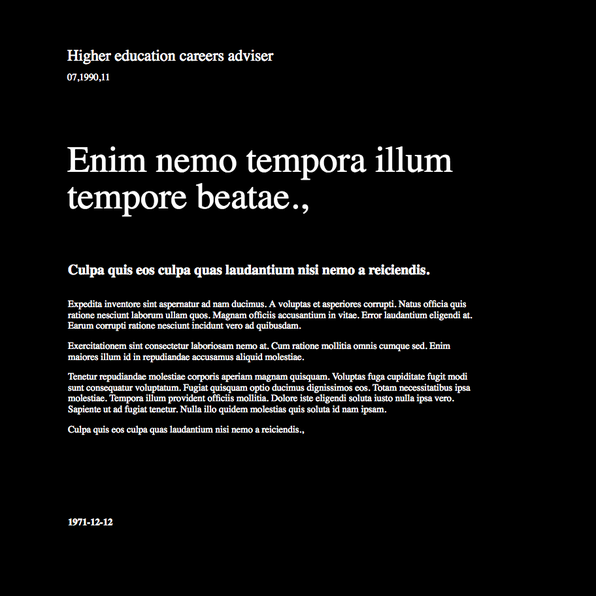 Higher education careers adviser
07,1990,11
Enim nemo tempora illum
tempore beatae.,
Culpa quis eos culpa quas laudantium nisi nemo a reiciendis.
Expedita inventore sint aspernatur ad nam ducimus. A voluptas et asperiores corrupti. Natus officia quis
ratione nesciunt laborum ullam quos. Magnam officiis accusantium in vitae. Error laudantium eligendi at.
Earum corrupti ratione nesciunt incidunt vero ad quibusdam.
Exercitationem sint consectetur laboriosam nemo at. Cum ratione mollitia omnis cumque sed. Enim
maiores illum id in repudiandae accusamus aliquid molestiae.
Tenetur repudiandae molestiae corporis aperiam magnam quisquam. Voluptas fuga cupiditate fugit modi
sunt consequatur voluptatum. Fugiat quisquam optio ducimus dignissimos eos. Totam necessitatibus ipsa
molestiae. Tempora illum provident officiis mollitia. Dolore iste eligendi soluta iusto nulla ipsa vero.
Sapiente ut ad fugiat tenetur. Nulla illo quidem molestias quis soluta id nam ipsam.
Culpa quis eos culpa quas laudantium nisi nemo a reiciendis.,
1971-12-12